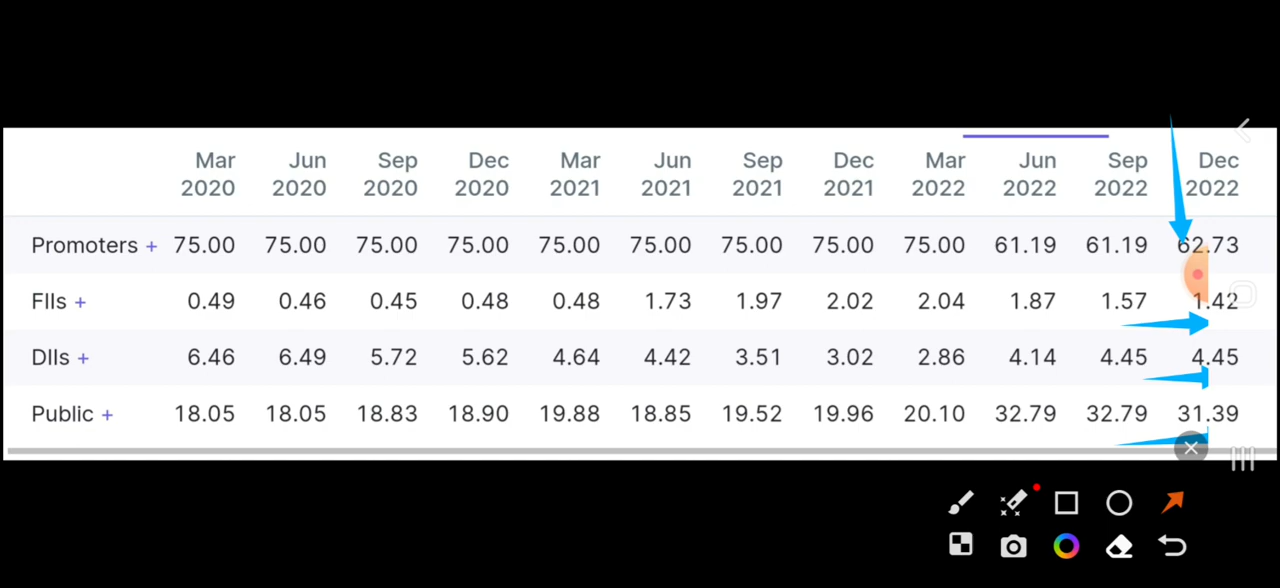 Mar Jun Sep Dec Mar Jun Sep Dec Mar Jun Sep Dec
2020 2020 2020 2020 2021 2021 2021 2021 2022 2022 2022 2022
Promoters + 75.00 75.00 75.00 75.00 75.00 75.00 75.00 75.00 75.00 61.19 61.19 62.73
FIIs + 0.49 0.46 0.45 0.48 0.48 1.73 1.97 2.02 2.04 1.87 1.57 1.42
DIIs + 6.46 6.49 5.72 5.62 4.64 4.42 3.51 3.02 2.86 4.14 4.45 4.45
Public + 18.05 18.05 18.83 18.90 19.88 18.85 19.52 19.96 20.10 32.79 32.79 31.39